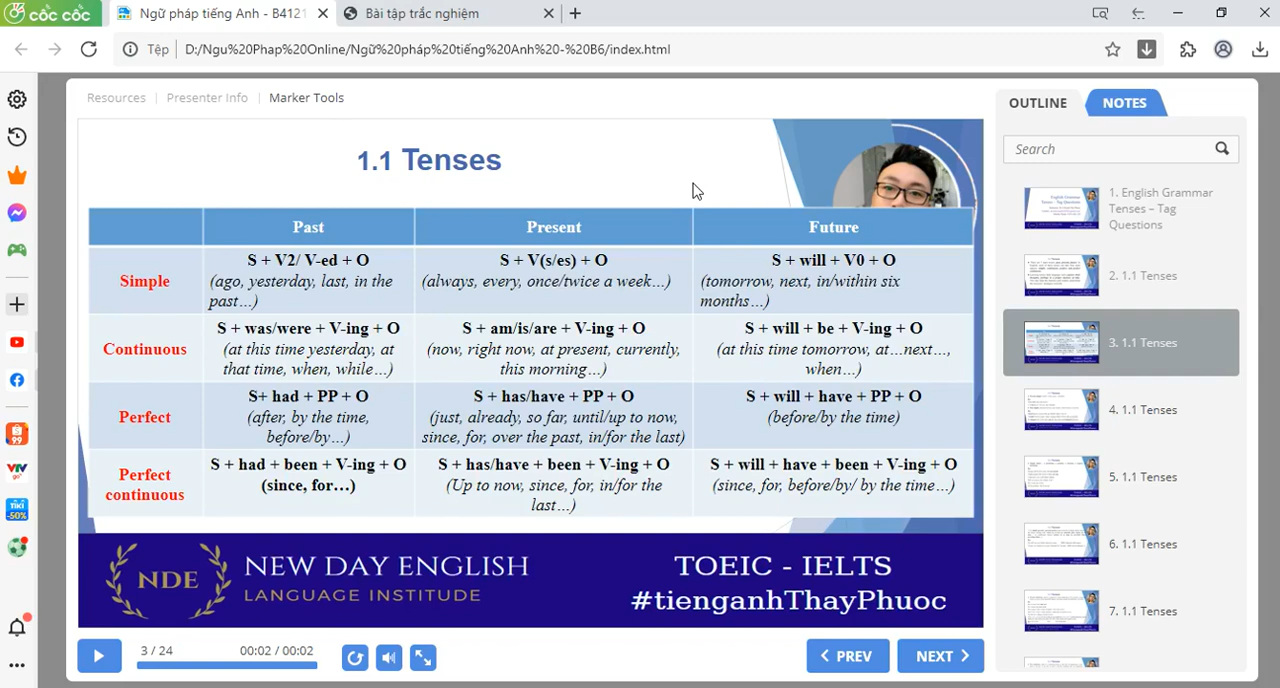 cốc cốc
Ngữ pháp tiếng Anh - B4121
Bài tập trắc nghiệm
Tệp
D:/Ngu%20Phap%20Online/Ngữ%20pháp%20tiếng%20Anh%20-%20B6/index.html
Resources
Presenter Info
Marker Tools
OUTLINE
NOTES
Search
1.1 Tenses
Past
Present
Future
Simple
S + V2/ V-ed + O
(ago, yesterday, last, in the
past…)
S + V(s/es) + O
(always, every, once/twice a week…)
S + will + V0 + O
(tomorrow, next, in/within six
months…)
Continuous
S + was/were + V-ing + O
(at this time yesterday, at
that time, when, while…)
S + am/is/are + V-ing + O
(now, right now, at present, currently,
this morning…)
S + will + be + V-ing + O
(at this time tomorrow, at…next…,
when…)
Perfect
S+ had + PP + O
(after, by the time,
before/by…)
S + has/have + PP + O
(just, already, so far, recently, up to now,
since, for, over the past, in/for the last)
S + will + have + PP + O
(before/by the time)
Perfect
continuous
S + had + been + V-ing + O
(since, for)
S + has/have + been + V-ing + O
(Up to now, since, for, in/for the
last…)
S + will + have + been + V-ing + O
(since, for, before/by/ by the time…)
NDE
NEW DAY ENGLISH
LANGUAGE INSTITUDE
TOEIC - IELTS
#tienganhThayPhuoc
1. English Grammar
Tenses – Tag
Questions
2. 1.1 Tenses
3. 1.1 Tenses
4. 1.1 Tenses
5. 1.1 Tenses
6. 1.1 Tenses
7. 1.1 Tenses
3 / 24
00:02 / 00:02
PREV
NEXT
99
VTV
go
TIKI
-50%